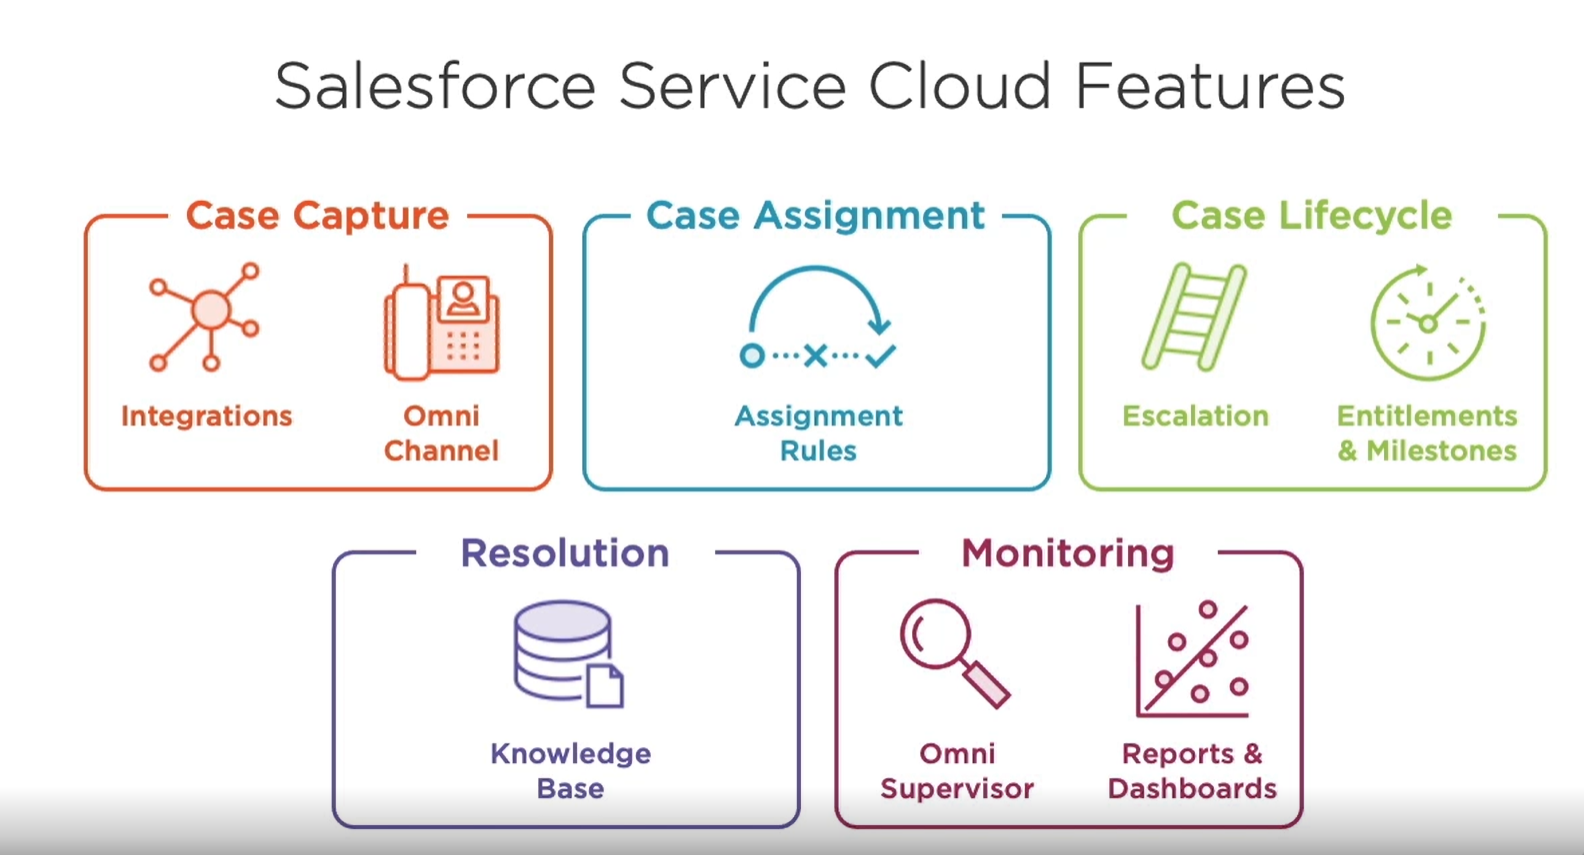 Salesforce Service Cloud Features
Case Capture
Integrations
Omni
Channel
Case Assignment
Assignment
Rules
Case Lifecycle
Escalation
Entitlements
& Milestones
Resolution
Knowledge
Base
Monitoring
Omni
Supervisor
Reports &
Dashboards